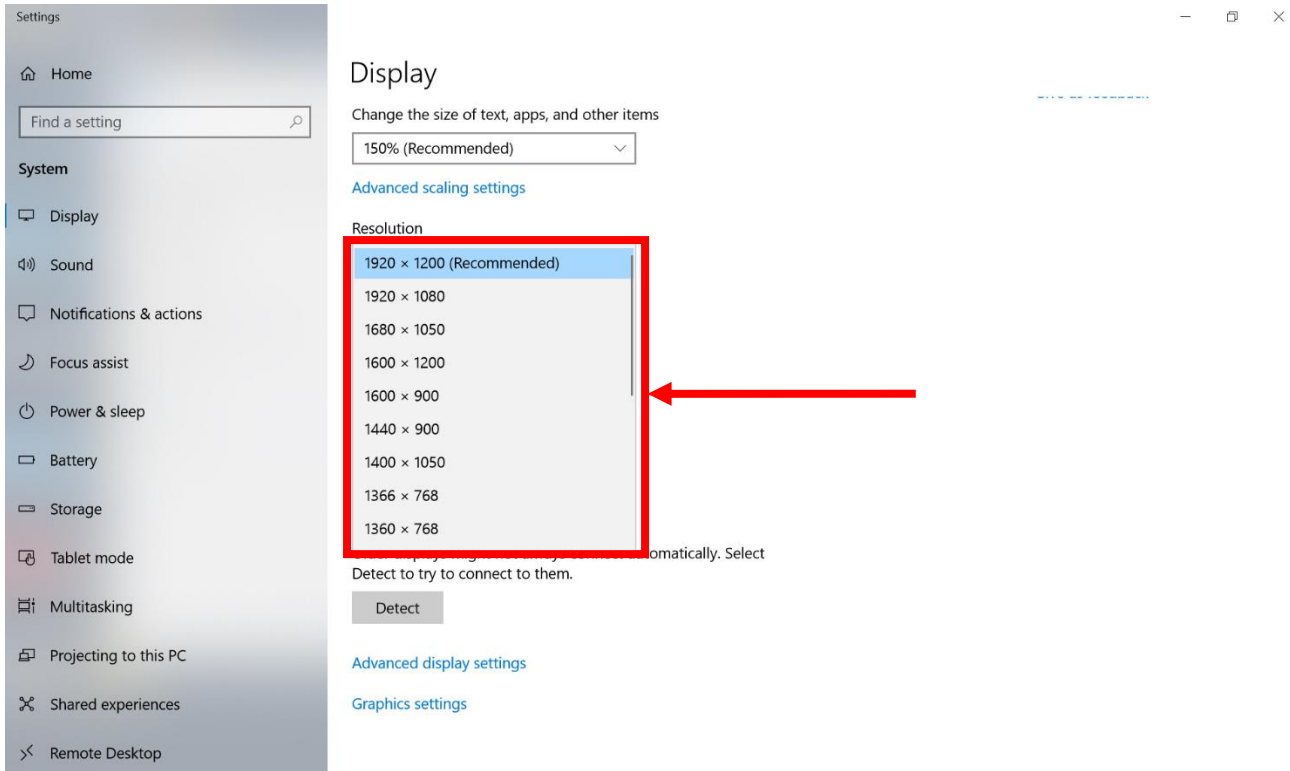 Settings
Home
Find a setting
System
Display
Sound
Notifications & actions
Focus assist
Power & sleep
Battery
Storage
Tablet mode
Multitasking
Projecting to this PC
Shared experiences
Remote Desktop
Display
Change the size of text, apps, and other items
150% (Recommended)
Advanced scaling settings
Resolution
1920 × 1200 (Recommended)
1920 × 1080
1680 × 1050
1600 × 1200
1600 × 900
1440 × 900
1400 × 1050
1366 × 768
1360 × 768
automatically. Select
Detect to try to connect to them.
Detect
Advanced display settings
Graphics settings